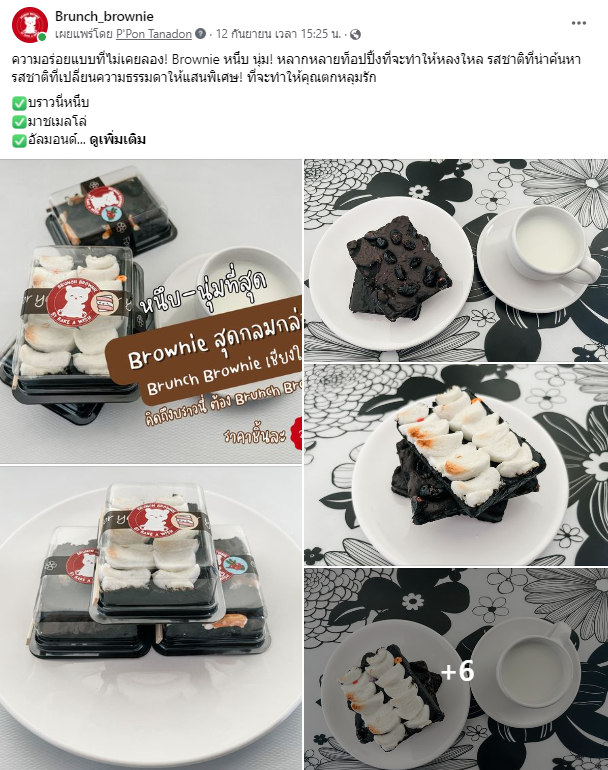 Brunch_brownie
เผยแพร่โดย P'Pon Tanadon · 12 กันยายน เวลา 15:25 น. ·
ความอร่อยแบบที่ไม่เคยลอง! Brownie หนึบ นุ่ม! หลากหลายท็อปปิ้งที่จะทำให้หลงใหล รสชาติที่น่าค้นหา
รสชาติที่เปลี่ยนความธรรมดาให้แสนพิเศษ! ที่จะทำให้คุณตกหลุมรัก
✅บราวนี่หนึบ
✅มาชเมลโล่
✅อัลมอนด์... ดูเพิ่มเติม
หนึบ-นุ่มที่สุด
Brownie สุดกลมกล่
Brunch Brownie เชียงใ
คิดถึงบราวนี่ ต้อง Brunch Bro
ราคาชิ้นละ
BRUNCH BROWNIE
BY BAKE A WISH
BRUNCH BROWNIE
BY BAKE A WISH
+6